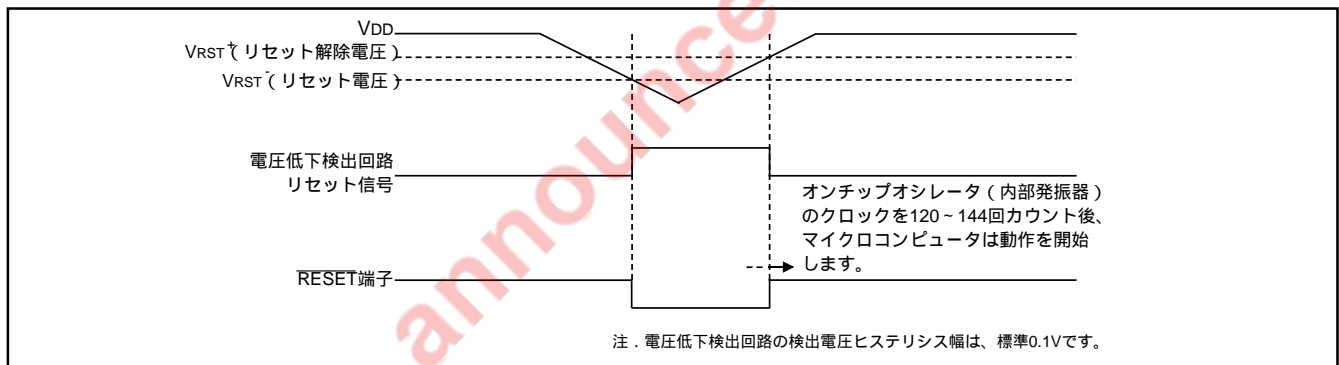 VDD
VRST+(リセット解除電圧)
VRST-(リセット電圧)
電圧低下検出回路
リセット信号
オンチップオシレータ(内部発振器)
のクロックを120~144回カウント後、
マイクロコンピュータは動作を開始
します。
RESET端子
注.電圧低下検出回路の検出電圧ヒステリシス幅は、標準0.1Vです。
announce